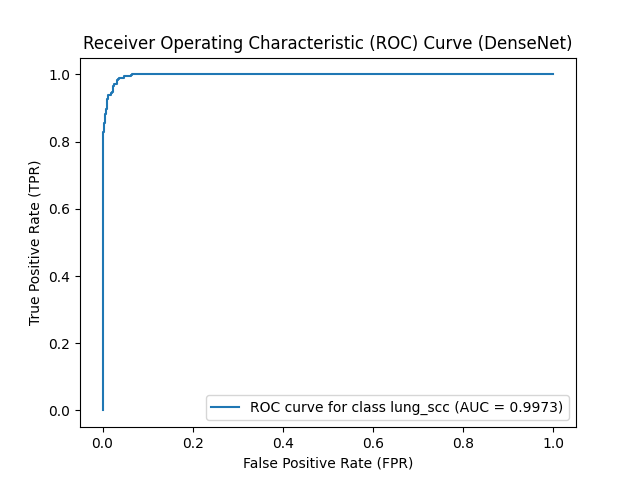 Receiver Operating Characteristic (ROC) Curve (DenseNet)
1.0
0.8
0.6
0.4
0.2
0.0
True Positive Rate (TPR)
ROC curve for class lung_scc (AUC = 0.9973)
0.0 0.2 0.4 0.6 0.8 1.0
False Positive Rate (FPR)